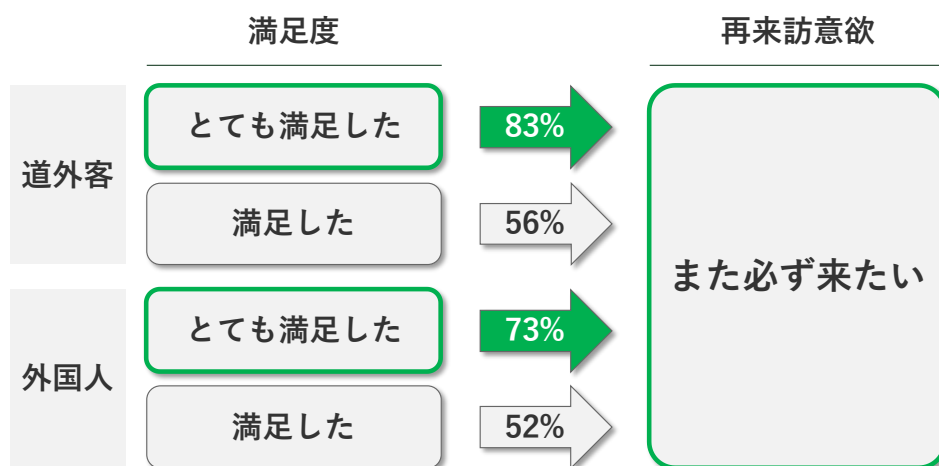 満足度
再来訪意欲
道外客
とても満足した
83%
満足した
56%
また必ず来たい
外国人
とても満足した
73%
満足した
52%